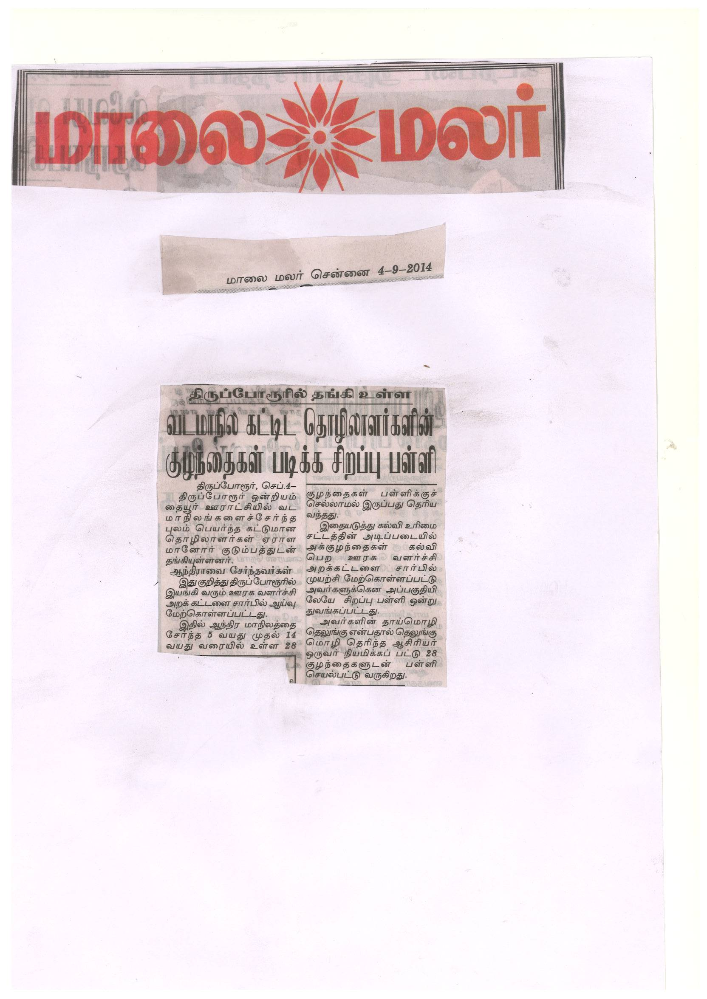 மாலை மலர்
மாலை மலர் சென்னை 4-9-2014
திருப்போரூரில் தங்கி உள்ள
வடமாநில கட்டிட தொழிலாளர்களின்
குழந்தைகள் படிக்க சிறப்பு பள்ளி
திருப்போரூர், செப்.4-
திருப்போரூர் ஒன்றியம்
தையூர் ஊராட்சியில் வட
மாநிலங்களைச்சேர்ந்த
புலம் பெயர்ந்த கட்டுமான
தொழிலாளர்கள் ஏராள
மானோர் குடும்பத்துடன்
தங்கியுள்ளனர்.
ஆந்திராவை சேர்ந்தவர்கள்
இது குறித்து திருப்போரூரில்
இயங்கி வரும் ஊரக வளர்ச்சி
அறக் கட்டளை சார்பில் ஆய்வு
மேற்கொள்ளப்பட்டது.
இதில் ஆந்திர மாநிலத்தை
சேர்ந்த 5 வயது முதல் 14
வயது வரையில் உள்ள 28
குழந்தைகள் பள்ளிக்குச்
செல்லாமல் இருப்பது தெரிய
வந்தது.
இதையடுத்து கல்வி உரிமை
சட்டத்தின் அடிப்படையில்
அக்குழந்தைகள் கல்வி
பெற ஊரக வளர்ச்சி
அறக்கட்டளை சார்பில்
முயற்சி மேற்கொள்ளப்பட்டு
அவர்களுக்கென அப்பகுதியி
லேயே சிறப்பு பள்ளி ஒன்று
துவங்கப்பட்டது.
அவர்களின் தாய்மொழி
தெலுங்கு என்பதால் தெலுங்கு
மொழி தெரிந்த ஆசிரியர்
ஒருவர் நியமிக்கப் பட்டு 28
குழந்தைகளுடன் பள்ளி
செயல்பட்டு வருகிறது.